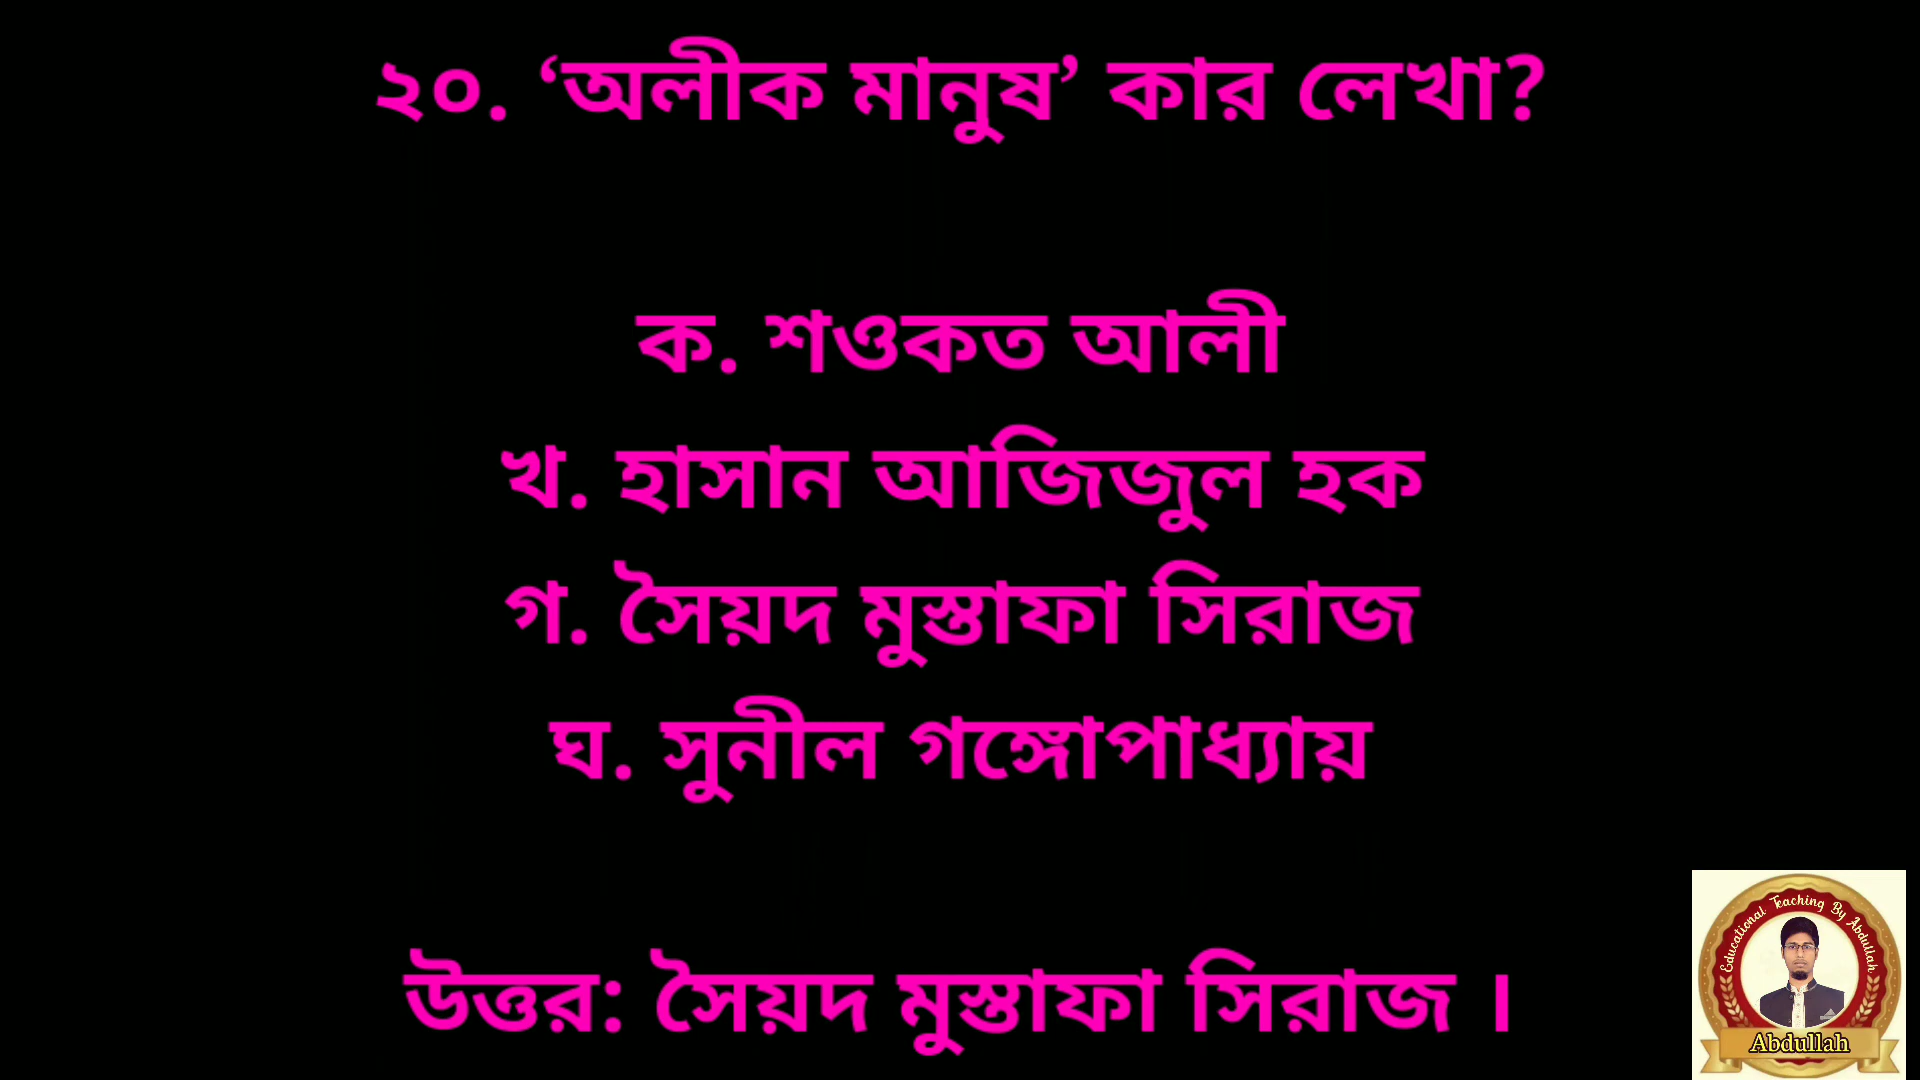 ২০. ‘অলীক মানুষ’ কার লেখা?
ক. শওকত আলী
খ. হাসান আজিজুল হক
গ. সৈয়দ মুস্তাফা সিরাজ
ঘ. সুনীল গঙ্গোপাধ্যায়
উত্তর: সৈয়দ মুস্তাফা সিরাজ ।
Educational Teaching By Abdullah
Abdullah